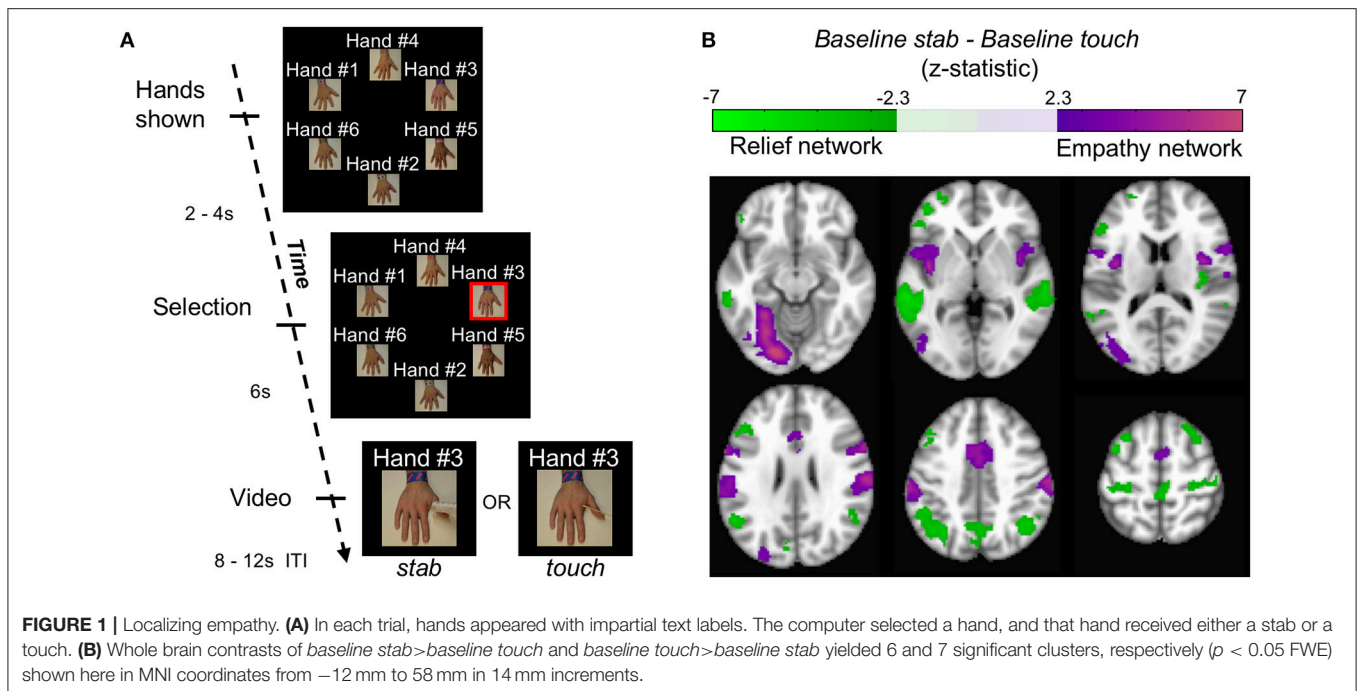 A
Hands
shown
2 - 4s
Time
Selection
6s
Video
8 - 12s ITI
Hand #4
Hand #1
Hand #3
Hand #6
Hand #5
Hand #2
Hand #4
Hand #1
Hand #3
Hand #6
Hand #5
Hand #2
Hand #3
OR
Hand #3
stab
touch
B
Baseline stab - Baseline touch
(z-statistic)
-7
-2.3
2.3
7
Relief network
Empathy network
FIGURE 1 | Localizing empathy. (A) In each trial, hands appeared with impartial text labels. The computer selected a hand, and that hand received either a stab or a
touch. (B) Whole brain contrasts of baseline stab>baseline touch and baseline touch>baseline stab yielded 6 and 7 significant clusters, respectively (p < 0.05 FWE)
shown here in MNI coordinates from −12 mm to 58 mm in 14 mm increments.